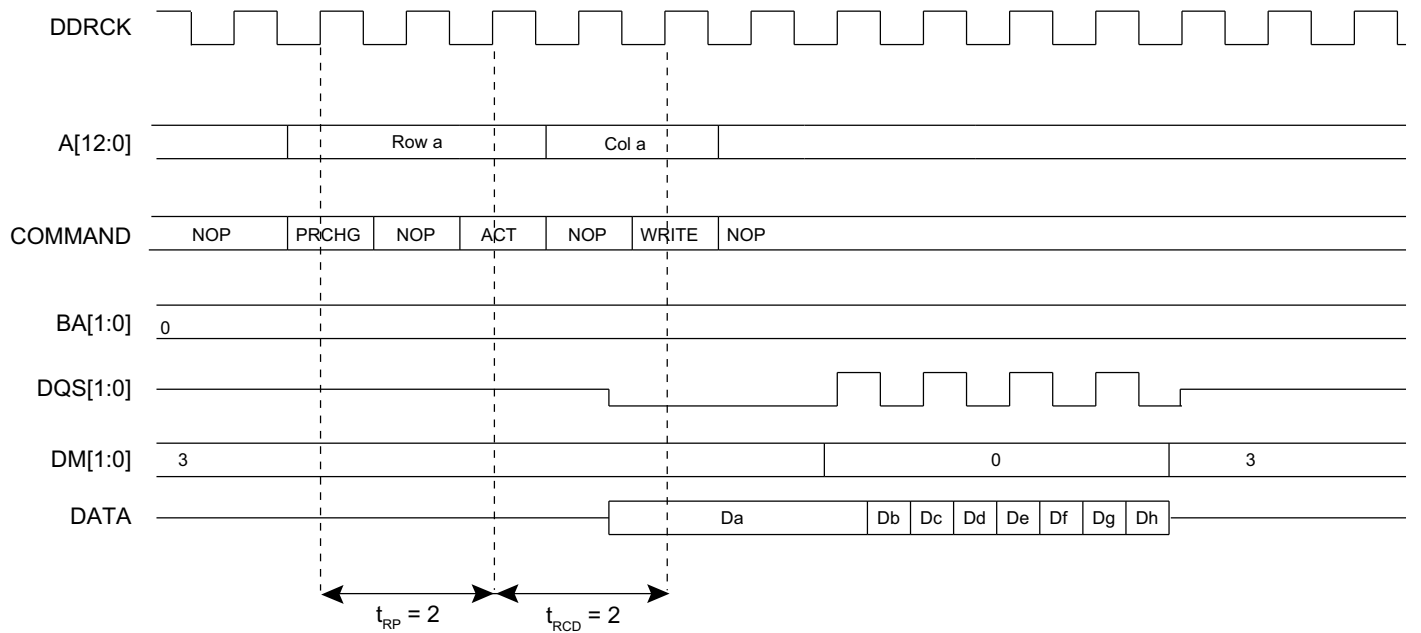 DDRCK
A[12:0] Row a Col a
COMMAND NOP PRCHG NOP ACT NOP WRITE NOP
BA[1:0] 0
DQS[1:0]
DM[1:0] 3 0 3
DATA Da Db Dc Dd De Df Dg Dh
tRP = 2 tRCD = 2